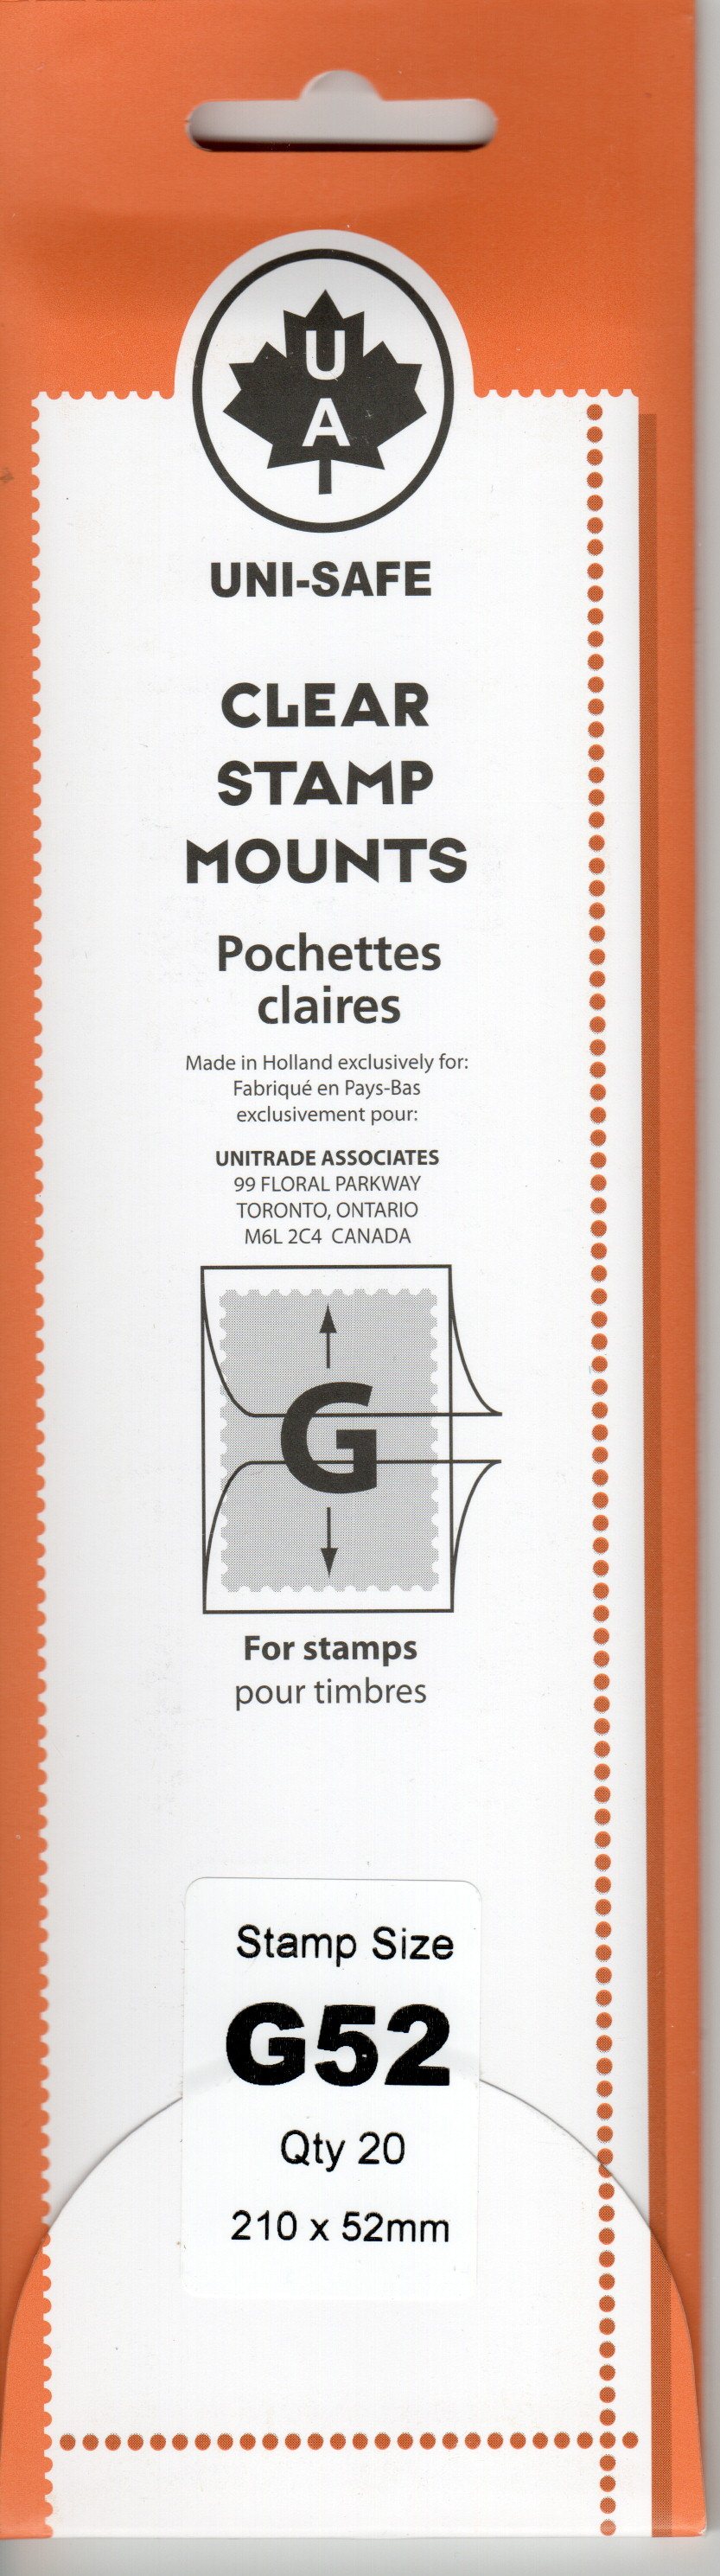 U
A
UNI-SAFE
CLEAR
STAMP
MOUNTS
Pochettes
claires
Made in Holland exclusively for:
Fabriqué en Pays-Bas
exclusivement pour:
UNITRADE ASSOCIATES
99 FLORAL PARKWAY
TORONTO, ONTARIO
M6L 2C4 CANADA
G
For stamps
pour timbres
Stamp Size
G52
Qty 20
210 x 52mm